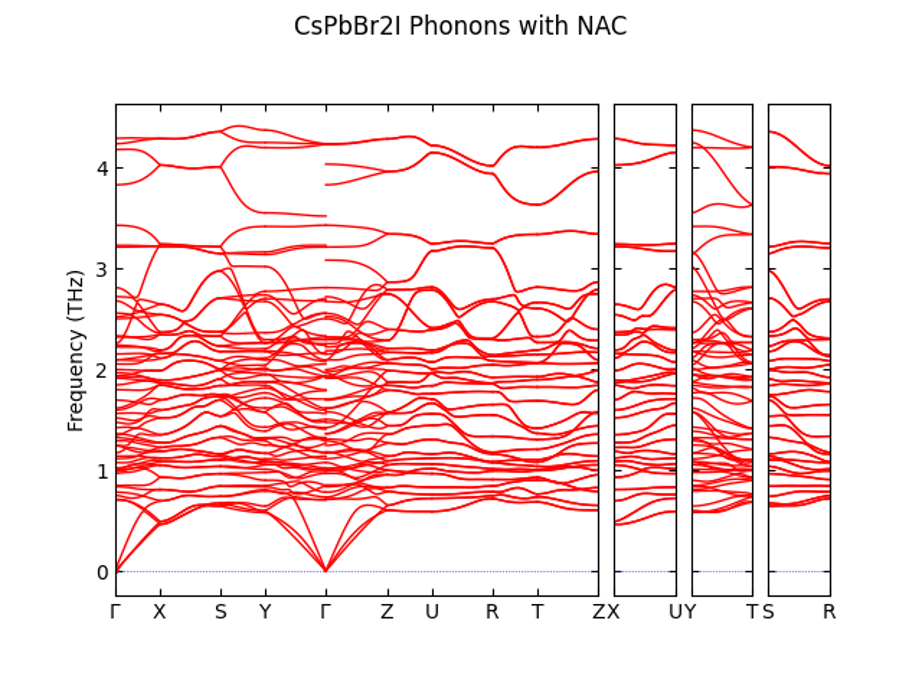 CsPbBr2I Phonons with NAC
Frequency (THz)
4
3
2
1
0
Γ X S Y Γ Z U R T Z X U Y T S R